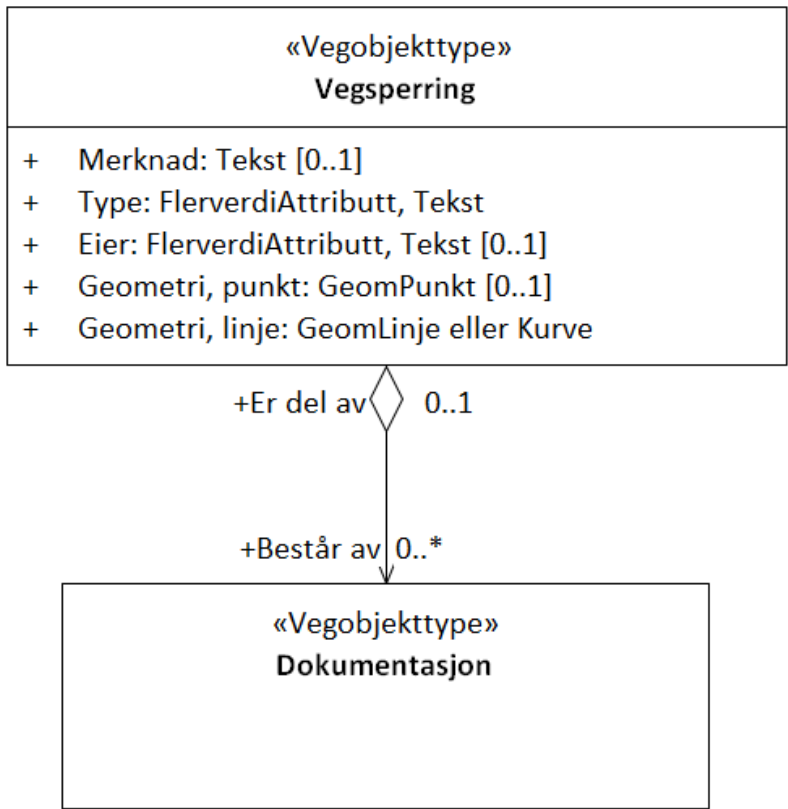 «Vegobjekttype»
Vegsperring
+ Merknad: Tekst [0..1]
+ Type: FlerverdiAttributt, Tekst
+ Eier: FlerverdiAttributt, Tekst [0..1]
+ Geometri, punkt: GeomPunkt [0..1]
+ Geometri, linje: GeomLinje eller Kurve
+Er del av 0..1
+Består av 0..*
«Vegobjekttype»
Dokumentasjon